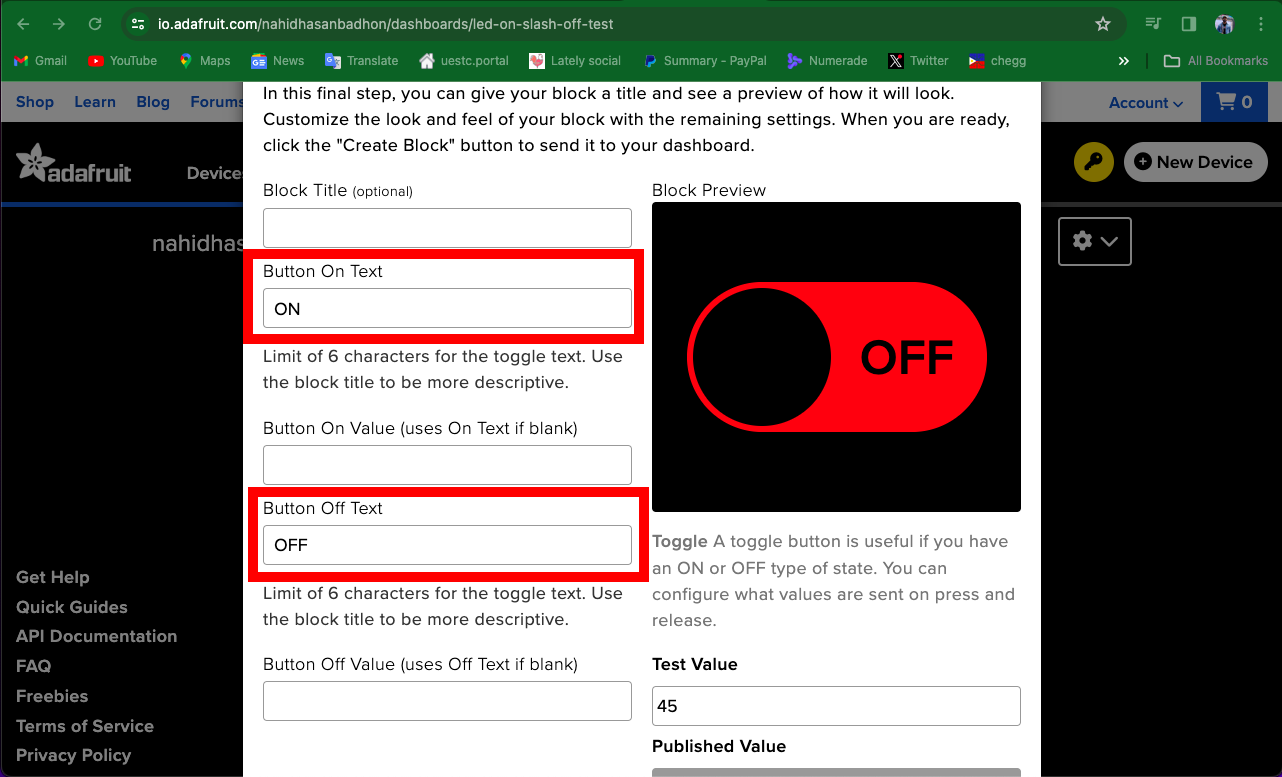 io.adafruit.com/nahidhasanbadhon/dashboards/led-on-slash-off-test
Gmail YouTube Maps News Translate uestc.portal Lately social Summary - PayPal Numerade Twitter chegg » All Bookmarks
Shop Learn Blog Forums Account 0
adafruit Devices New Device
nahidhasa
In this final step, you can give your block a title and see a preview of how it will look.
Customize the look and feel of your block with the remaining settings. When you are ready,
click the "Create Block" button to send it to your dashboard.
Block Title (optional)
Button On Text
ON
Limit of 6 characters for the toggle text. Use
the block title to be more descriptive.
Button On Value (uses On Text if blank)
Button Off Text
OFF
Limit of 6 characters for the toggle text. Use
the block title to be more descriptive.
Button Off Value (uses Off Text if blank)
Block Preview
OFF
Toggle A toggle button is useful if you have
an ON or OFF type of state. You can
configure what values are sent on press and
release.
Test Value
45
Published Value
Get Help
Quick Guides
API Documentation
FAQ
Freebies
Terms of Service
Privacy Policy